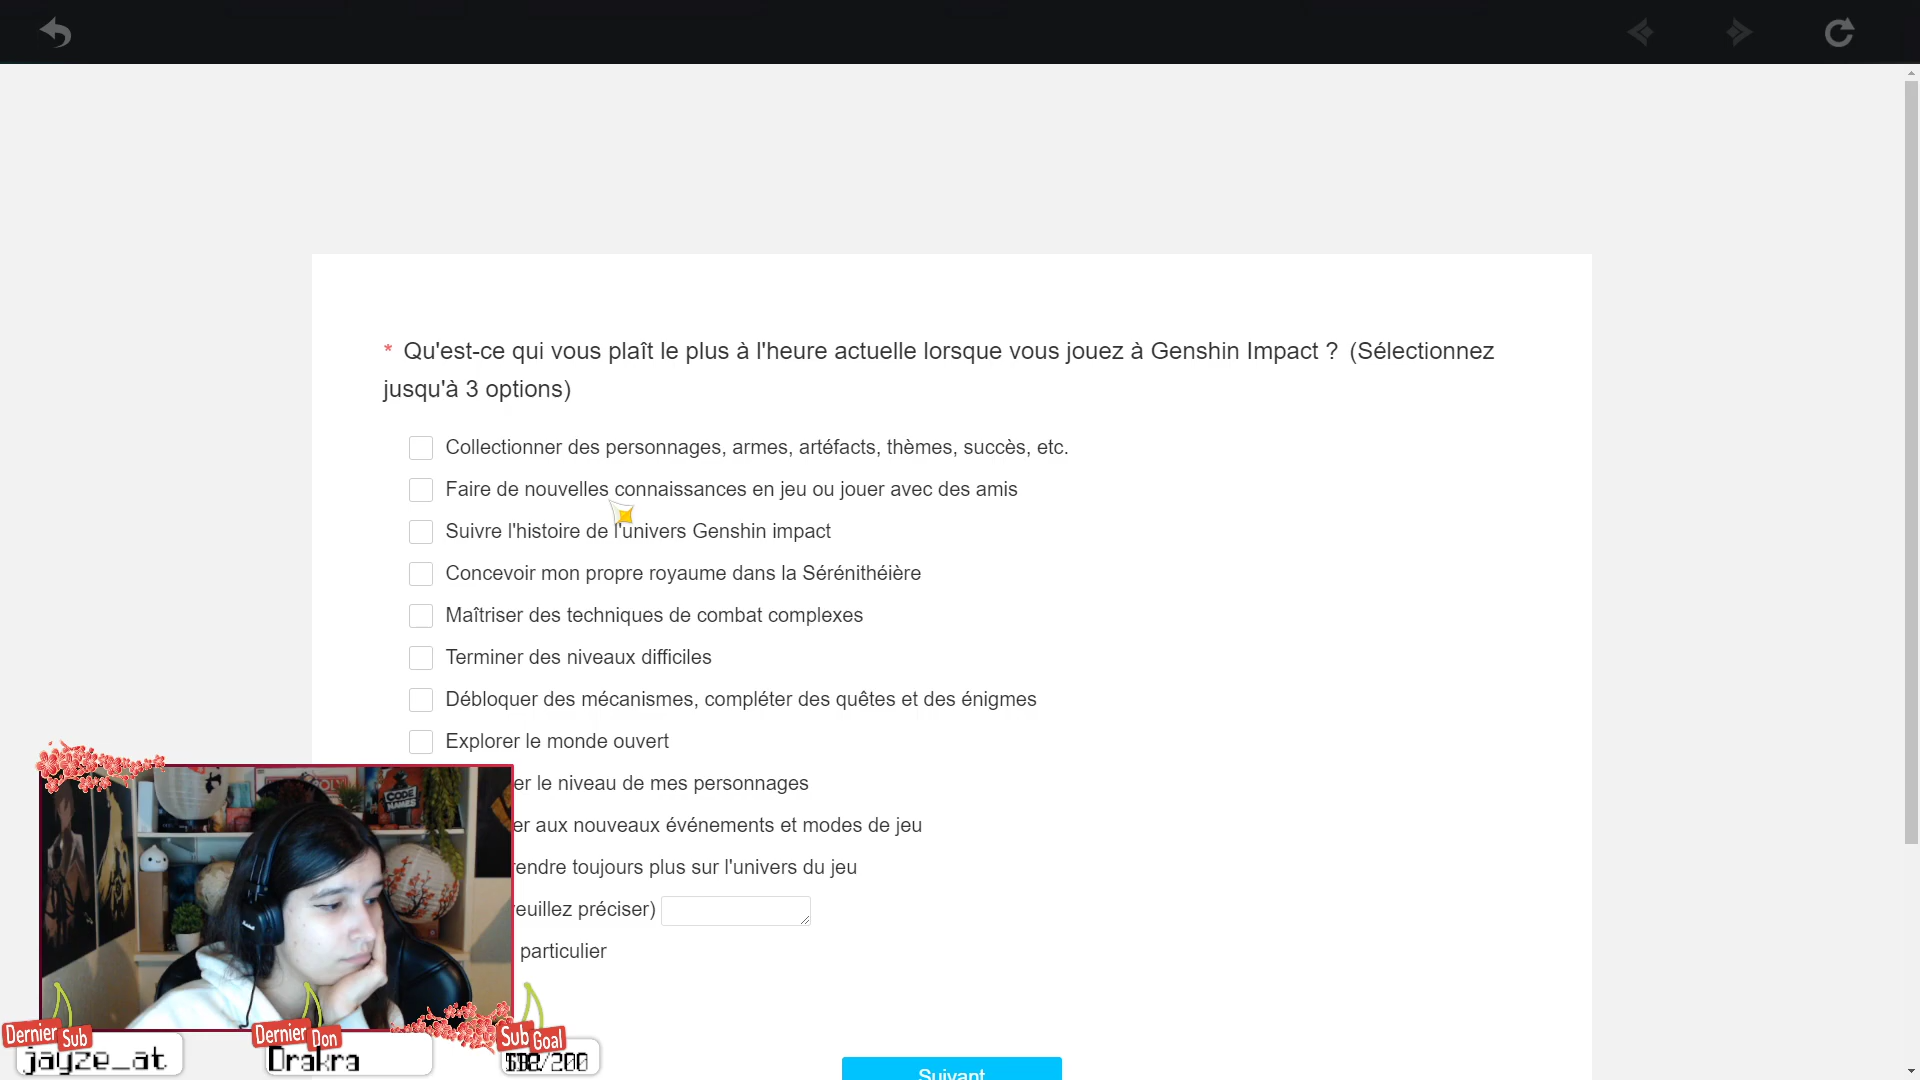 * Qu'est-ce qui vous plaît le plus à l'heure actuelle lorsque vous jouez à Genshin Impact ? (Sélectionnez
jusqu'à 3 options)
Collectionner des personnages, armes, artéfacts, thèmes, succès, etc.
Faire de nouvelles connaissances en jeu ou jouer avec des amis
Suivre l'histoire de l'univers Genshin impact
Concevoir mon propre royaume dans la Sérénithéière
Maîtriser des techniques de combat complexes
Terminer des niveaux difficiles
Débloquer des mécanismes, compléter des quêtes et des énigmes
Explorer le monde ouvert
er le niveau de mes personnages
er aux nouveaux événements et modes de jeu
endre toujours plus sur l'univers du jeu
euillez préciser)
particulier
Suivant
CODE
NAMES
Dernier Sub
jayze_at
Dernier Don
Drakra
Sub Goal
/200